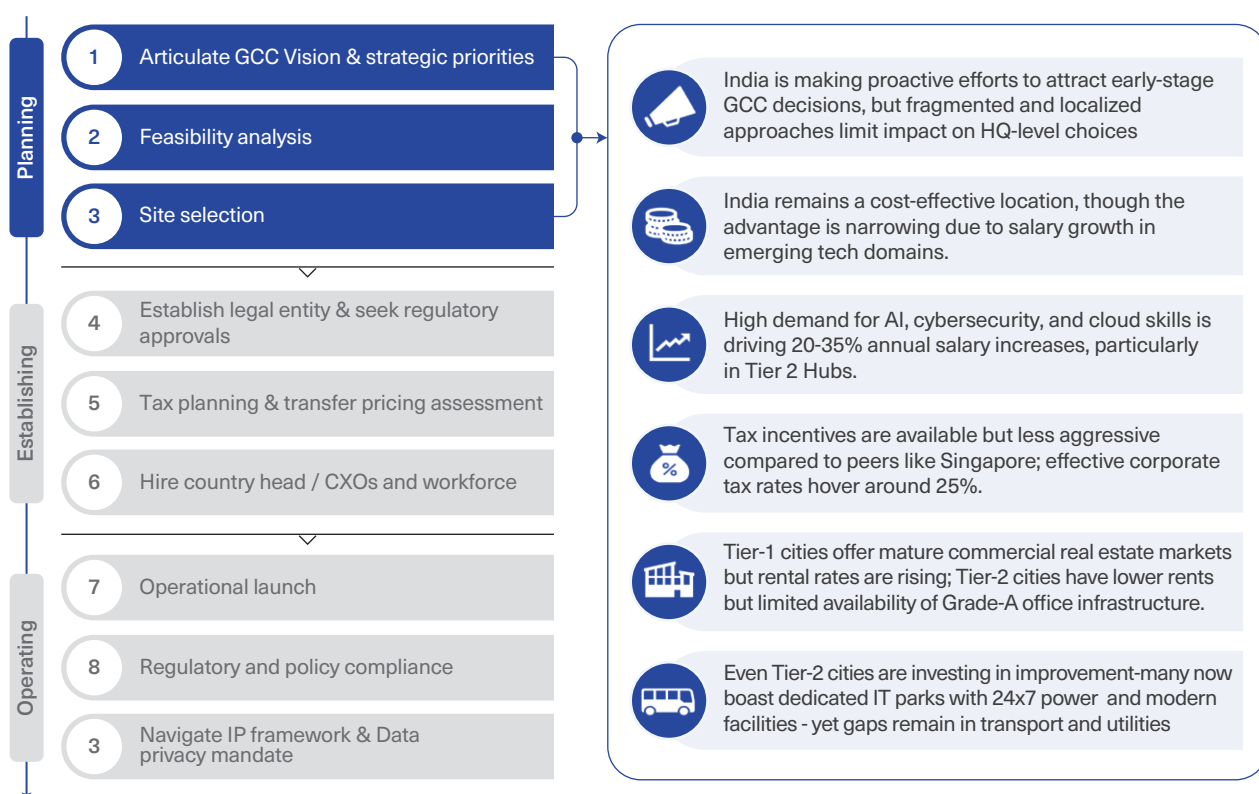 Planning
1
Articulate GCC Vision & strategic priorities
2
Feasibility analysis
3
Site selection
Establishing
4
Establish legal entity & seek regulatory
approvals
5
Tax planning & transfer pricing assessment
6
Hire country head / CXOs and workforce
Operating
7
Operational launch
8
Regulatory and policy compliance
3
Navigate IP framework & Data
privacy mandate
India is making proactive efforts to attract early-stage
GCC decisions, but fragmented and localized
approaches limit impact on HQ-level choices
India remains a cost-effective location, though the
advantage is narrowing due to salary growth in
emerging tech domains.
High demand for AI, cybersecurity, and cloud skills is
driving 20-35% annual salary increases, particularly
in Tier 2 Hubs.
%
Tax incentives are available but less aggressive
compared to peers like Singapore; effective corporate
tax rates hover around 25%.
Tier-1 cities offer mature commercial real estate markets
but rental rates are rising; Tier-2 cities have lower rents
but limited availability of Grade-A office infrastructure.
Even Tier-2 cities are investing in improvement-many now
boast dedicated IT parks with 24x7 power and modern
facilities - yet gaps remain in transport and utilities